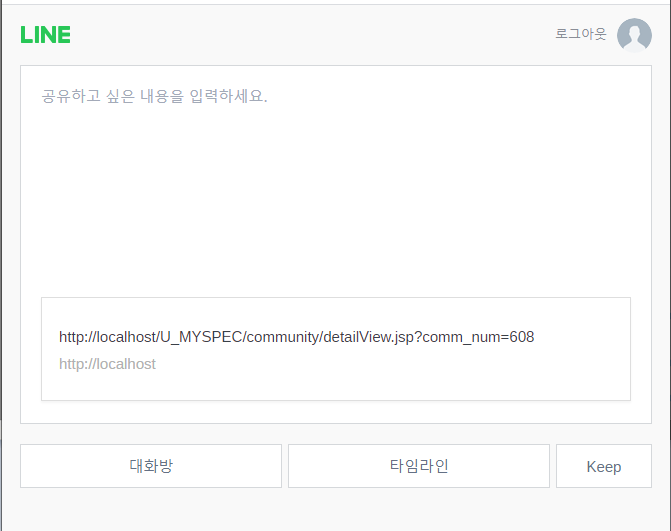 LINE
로그아웃
공유하고 싶은 내용을 입력하세요.
http://localhost/U_MYSPEC/community/detailView.jsp?comm_num=608
http://localhost
대화방
타임라인
Keep